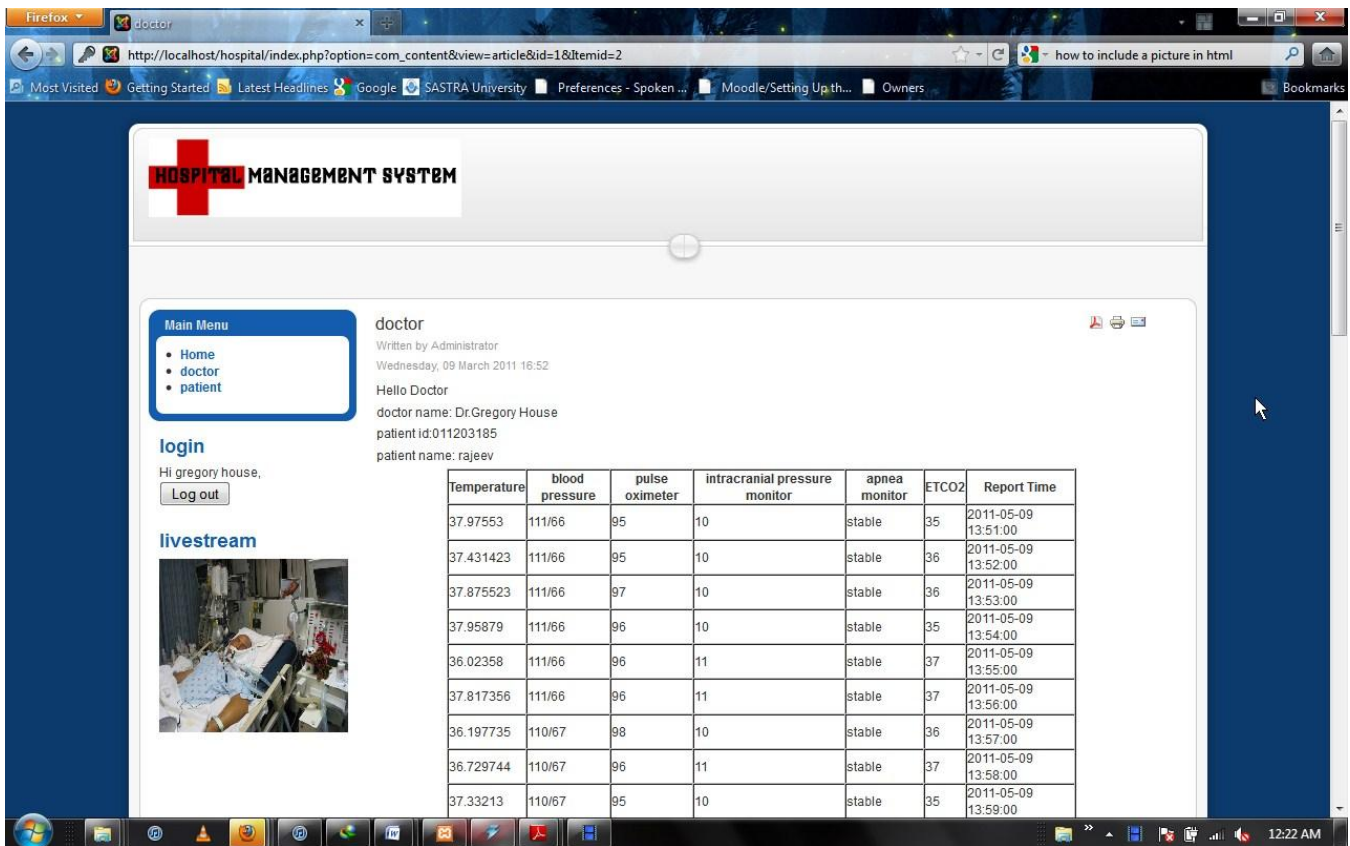 Firefox
doctor
http://localhost/hospital/index.php?option=com_content&view=article&id=1&Itemid=2
how to include a picture in html
Most Visited Getting Started Latest Headlines Google SASTRA University Preferences - Spoken ... Moodle/Setting Up th... Owners Bookmarks
HOSPITAL MANAGEMENT SYSTEM
Main Menu
Home
doctor
patient
login
Hi gregory house,
Log out
livestream
doctor
Written by Administrator
Wednesday, 09 March 2011 16:52
Hello Doctor
doctor name: Dr.Gregory House
patient id:011203185
patient name: rajeev
Temperature blood pressure pulse oximeter intracranial pressure monitor apnea monitor ETCO2 Report Time
37.97553 111/66 95 10 stable 35 2011-05-09 13:51:00
37.431423 111/66 95 10 stable 36 2011-05-09 13:52:00
37.875523 111/66 97 10 stable 36 2011-05-09 13:53:00
37.95879 111/66 96 10 stable 35 2011-05-09 13:54:00
36.02358 111/66 96 11 stable 37 2011-05-09 13:55:00
37.817356 111/66 96 11 stable 37 2011-05-09 13:56:00
36.197735 110/67 98 10 stable 36 2011-05-09 13:57:00
36.729744 110/67 96 11 stable 37 2011-05-09 13:58:00
37.33213 110/67 95 10 stable 35 2011-05-09 13:59:00
12:22 AM